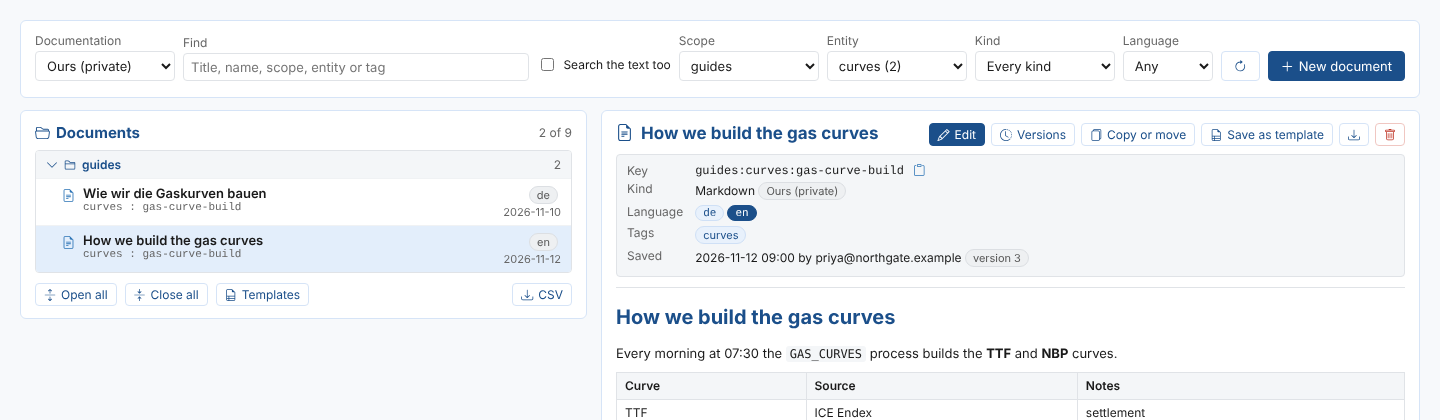 Documentation Find Scope Entity Kind Language
Ours (private) Title, name, scope, entity or tag Search the text too guides curves (2) Every kind Any New document
Documents 2 of 9
guides 2
Wie wir die Gaskurven bauen de
curves : gas-curve-build 2026-11-10
How we build the gas curves en
curves : gas-curve-build 2026-11-12
Open all Close all Templates CSV
How we build the gas curves Edit Versions Copy or move Save as template
Key guides:curves:gas-curve-build
Kind Markdown Ours (private)
Language de en
Tags curves
Saved 2026-11-12 09:00 by priya@northgate.example version 3
How we build the gas curves
Every morning at 07:30 the GAS_CURVES process builds the TTF and NBP curves.
Curve Source Notes
TTF ICE Endex settlement